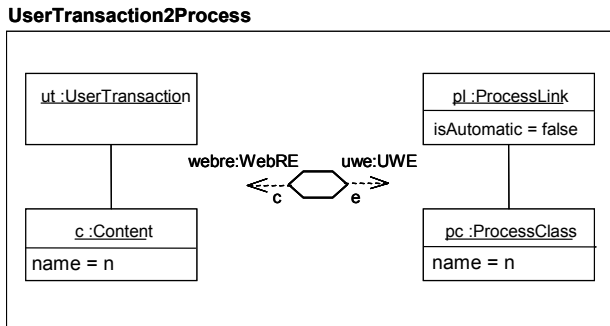 UserTransaction2Process
ut :UserTransaction
pl :ProcessLink
isAutomatic = false
webre:WebRE
uwe:UWE
c
e
c :Content
name = n
pc :ProcessClass
name = n